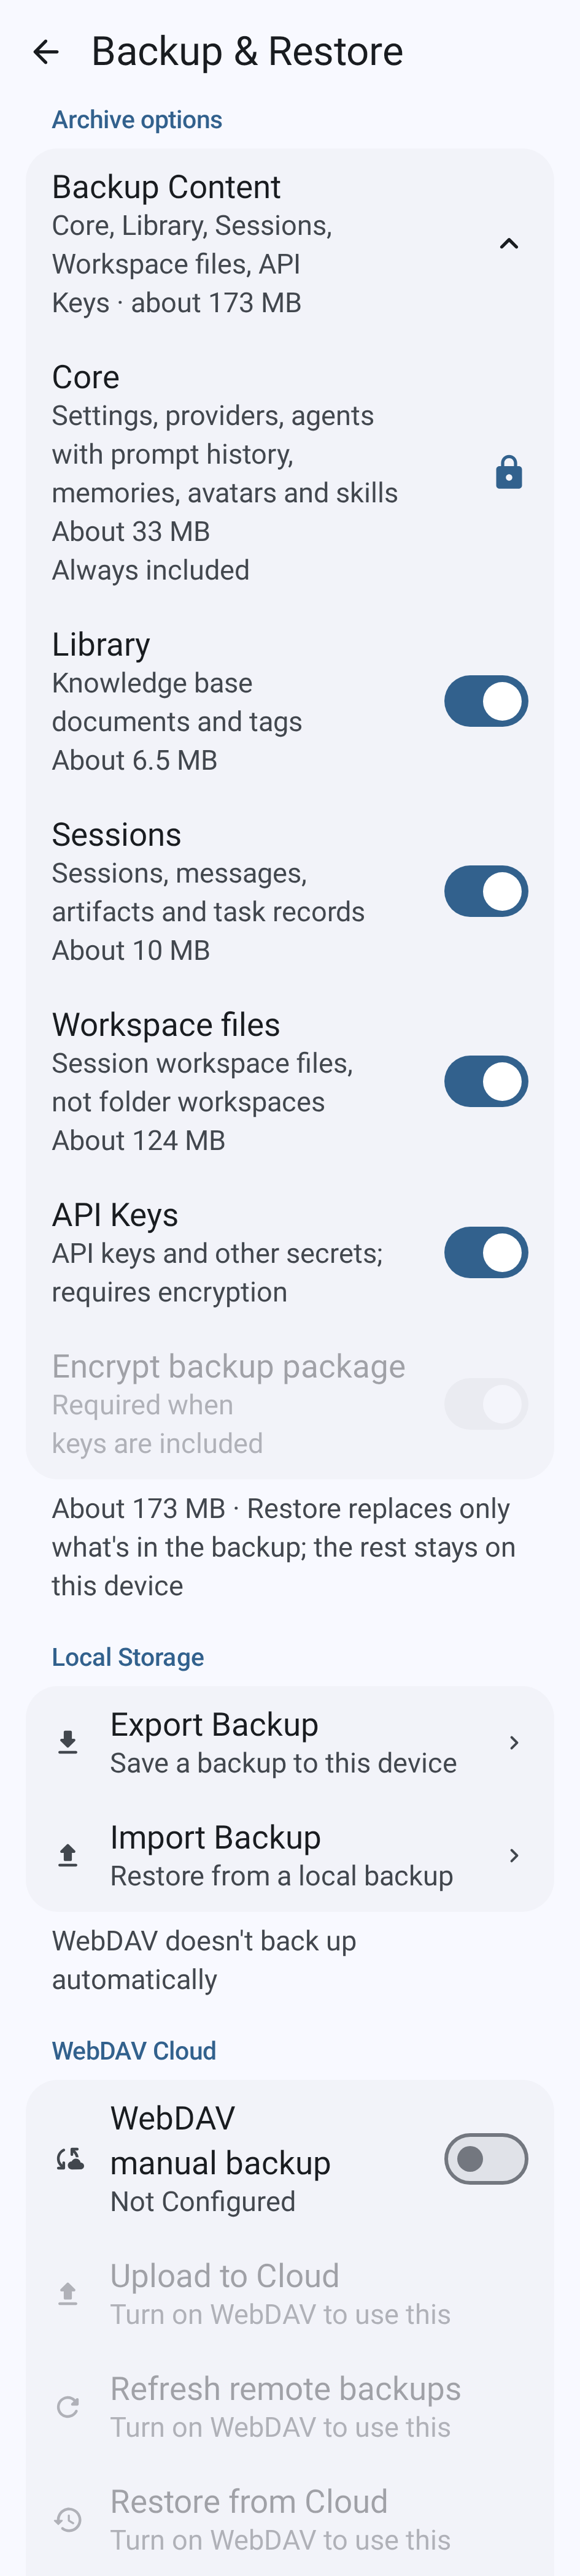 Backup & Restore
Archive options
Backup Content
Core, Library, Sessions,
Workspace files, API
Keys · about 173 MB
Core
Settings, providers, agents
with prompt history,
memories, avatars and skills
About 33 MB
Always included
Library
Knowledge base
documents and tags
About 6.5 MB
Sessions
Sessions, messages,
artifacts and task records
About 10 MB
Workspace files
Session workspace files,
not folder workspaces
About 124 MB
API Keys
API keys and other secrets;
requires encryption
Encrypt backup package
Required when
keys are included
About 173 MB · Restore replaces only
what's in the backup; the rest stays on
this device
Local Storage
Export Backup
Save a backup to this device
Import Backup
Restore from a local backup
WebDAV doesn't back up
automatically
WebDAV Cloud
WebDAV
manual backup
Not Configured
Upload to Cloud
Turn on WebDAV to use this
Refresh remote backups
Turn on WebDAV to use this
Restore from Cloud
Turn on WebDAV to use this